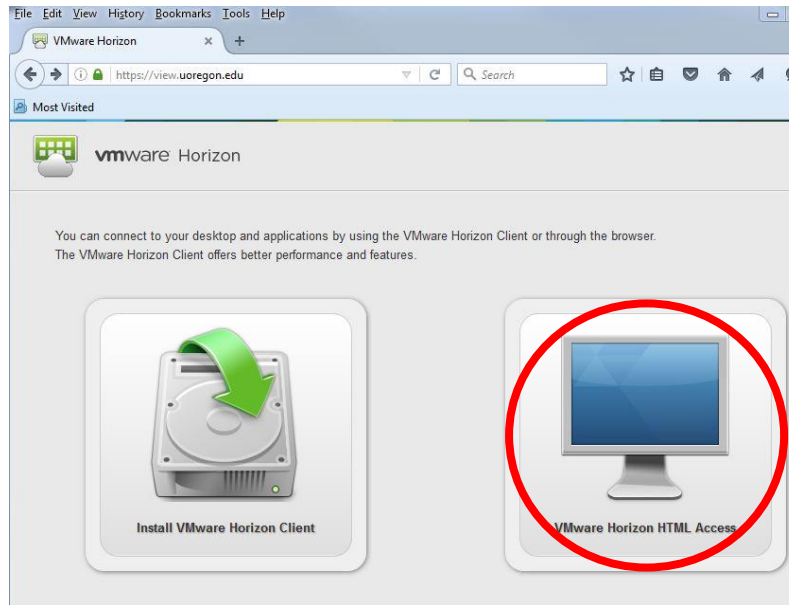 File Edit View History Bookmarks Tools Help
VMware Horizon
https://view.uoregon.edu
Search
Most Visited
vmware Horizon
You can connect to your desktop and applications by using the VMware Horizon Client or through the browser.
The VMware Horizon Client offers better performance and features.
Install VMware Horizon Client
VMware Horizon HTML Access